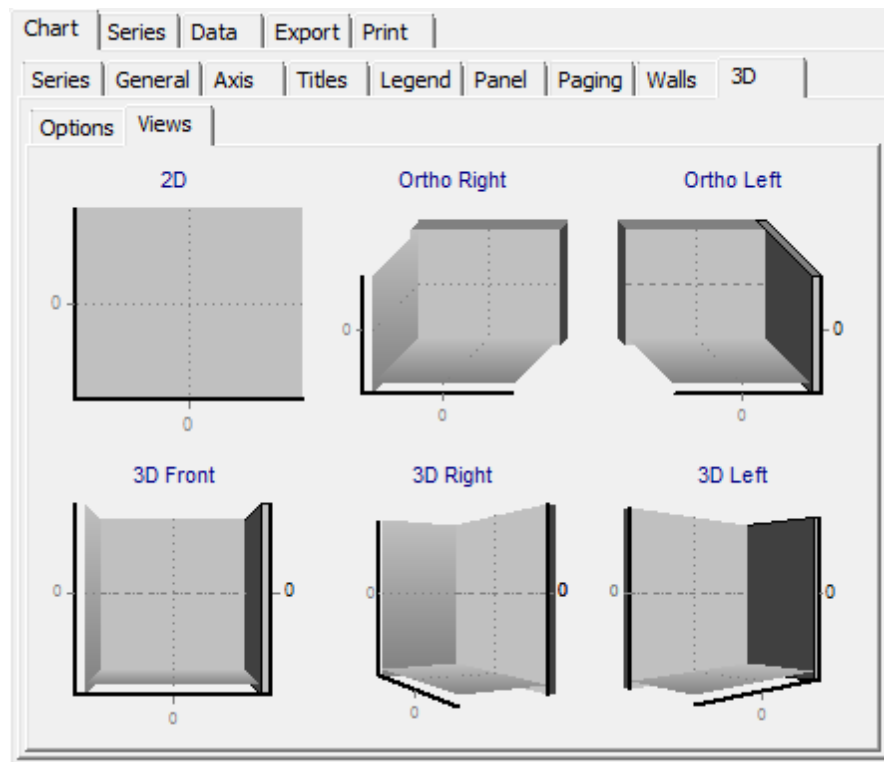 Chart Series Data Export Print
Series General Axis Titles Legend Panel Paging Walls 3D
Options Views
2D Ortho Right Ortho Left
0
0 0
0 0 0
3D Front 3D Right 3D Left
0 0 0 0 0 0
0 0 0